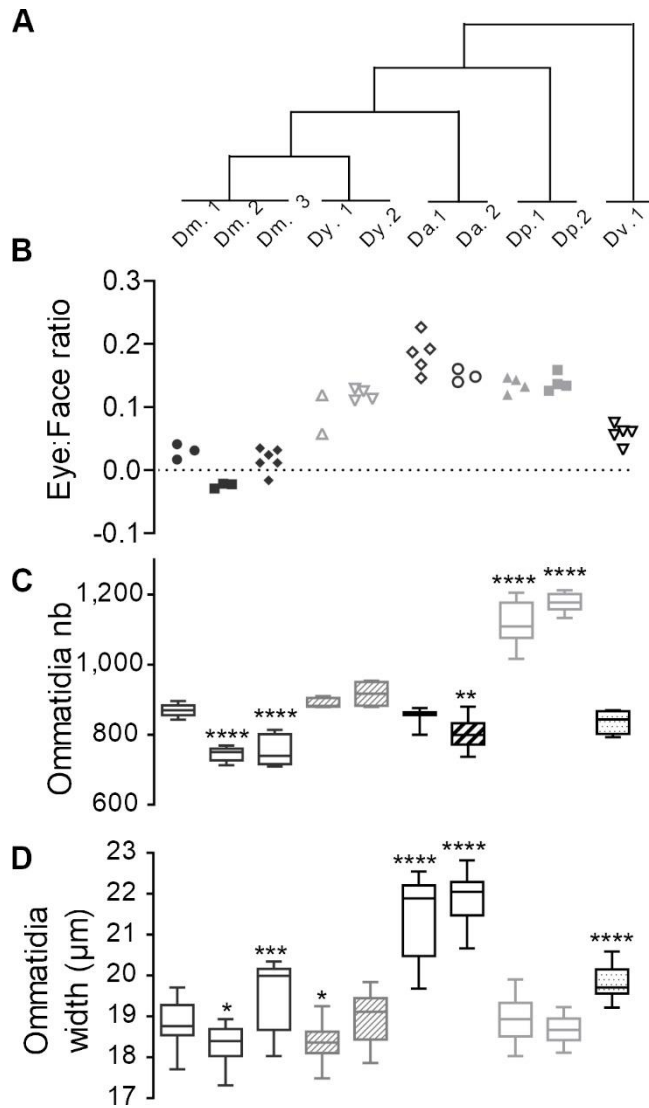 A
Dm. 1 Dm. 2 Dm. 3 Dy. 1 Dy.2 Da.1 Da. 2 Dp.1 Dp.2 Dv.1
B
Eye:Face ratio
0.3
0.2
0.1
0.0
-0.1
C
Ommatidia nb
1,200
1,000
800
600
**** **** ** **** ****
D
Ommatidia
width (µm)
23
22
21
20
19
18
17
* *** * **** **** ****